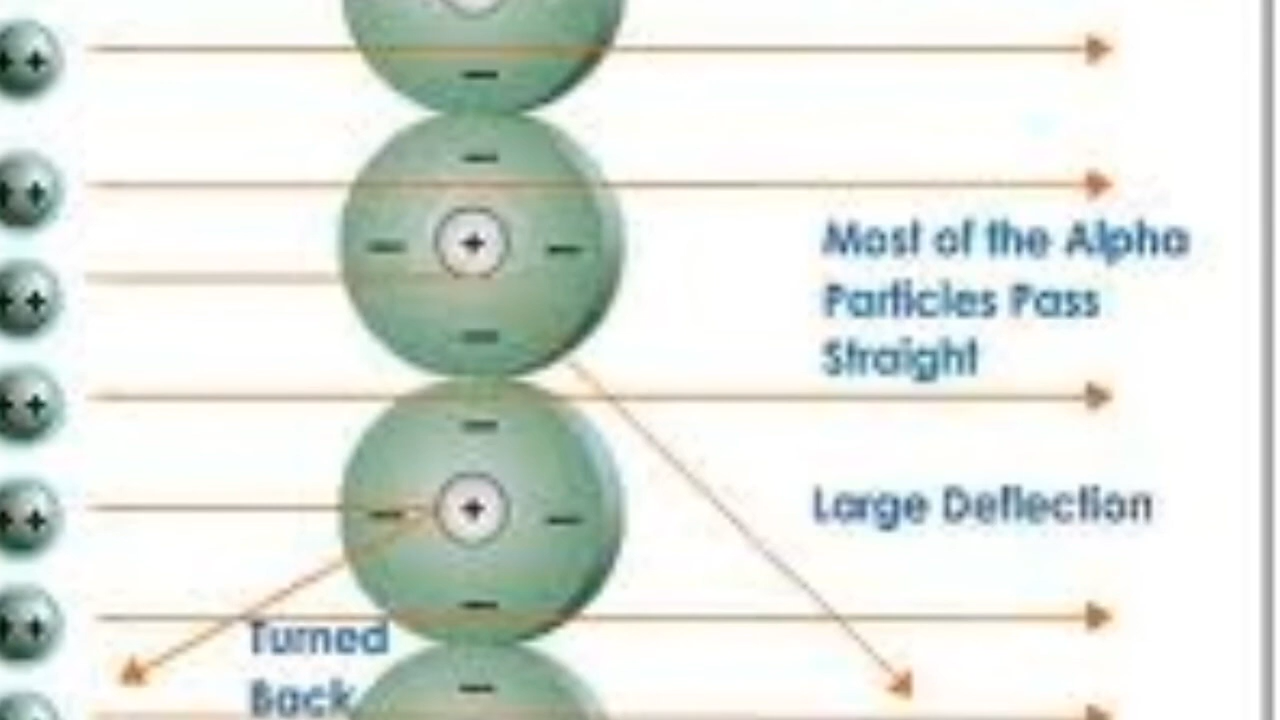 Most of the Alpha
Particles Pass
Straight
Large Deflection
Turned
Back